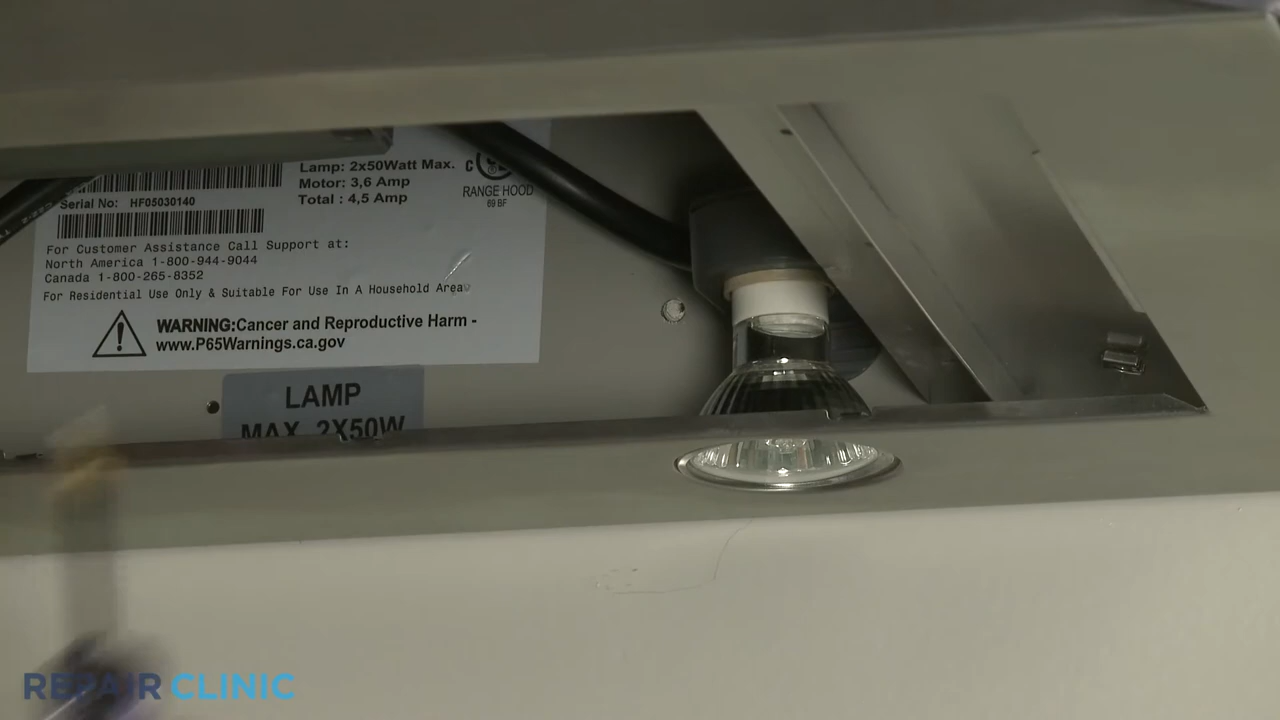 Lamp: 2x50Watt Max.
Motor: 3,6 Amp
Total : 4,5 Amp
RANGE HOOD
69 BF
Serial No: HF05030140
For Customer Assistance Call Support at:
North America 1-800-944-9044
Canada 1-800-265-8352
For Residential Use Only & Suitable For Use In A Household Area
WARNING:Cancer and Reproductive Harm -
www.P65Warnings.ca.gov
LAMP
MAX. 2X50W
REPAIR CLINIC